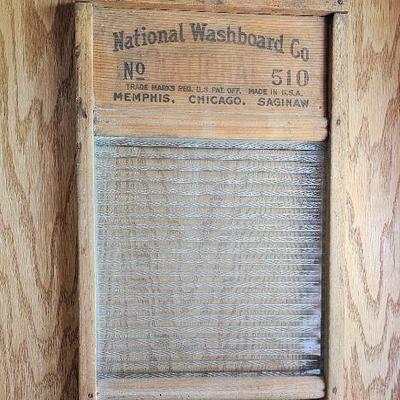 National Washboard Co
No 510
TRADE MARKS REG. U.S. PAT. OFF. MADE IN U.S.A.
MEMPHIS, CHICAGO, SAGINAW